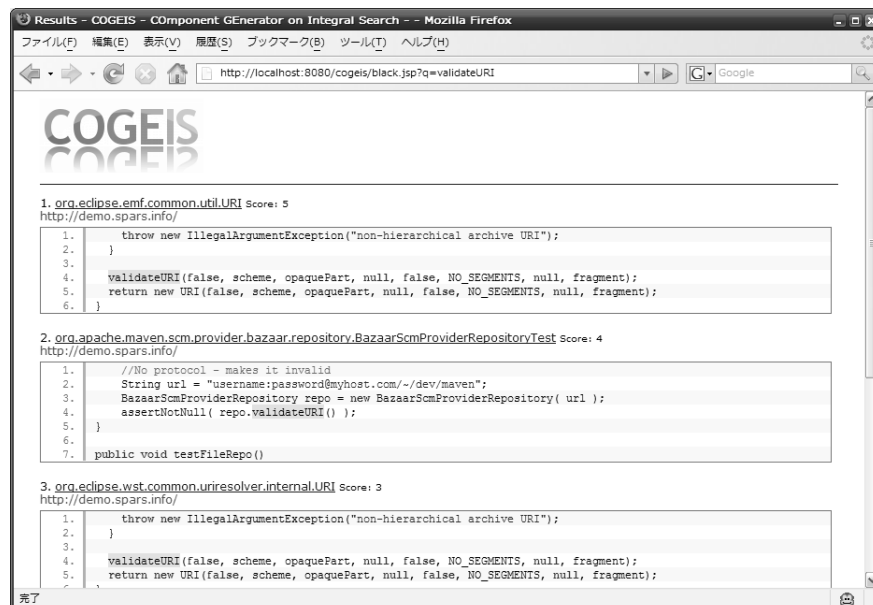 Results - COGEIS - COmponent GEnerator on Integral Search - - Mozilla Firefox
ファイル(F) 編集(E) 表示(V) 履歴(S) ブックマーク(B) ツール(T) ヘルプ(H)
http://localhost:8080/cogeis/black.jsp?q=validateURI G Google
COGEIS
1. org.eclipse.emf.common.util.URI Score: 5
http://demo.spars.info/
1. throw new IllegalArgumentException("non-hierarchical archive URI");
2. }
3.
4. validateURI(false, scheme, opaquePart, null, false, NO_SEGMENTS, null, fragment);
5. return new URI(false, scheme, opaquePart, null, false, NO_SEGMENTS, null, fragment);
6. }
2. org.apache.maven.scm.provider.bazaar.repository.BazaarScmProviderRepositoryTest Score: 4
http://demo.spars.info/
1. //No protocol - makes it invalid
2. String url = "username:password@myhost.com/~/dev/maven";
3. BazaarScmProviderRepository repo = new BazaarScmProviderRepository( url );
4. assertNotNull( repo.validateURI() );
5. }
6.
7. public void testFileRepo()
3. org.eclipse.wst.common.uriresolver.internal.URI Score: 3
http://demo.spars.info/
1. throw new IllegalArgumentException("non-hierarchical archive URI");
2. }
3.
4. validateURI(false, scheme, opaquePart, null, false, NO_SEGMENTS, null, fragment);
5. return new URI(false, scheme, opaquePart, null, false, NO_SEGMENTS, null, fragment);
完了